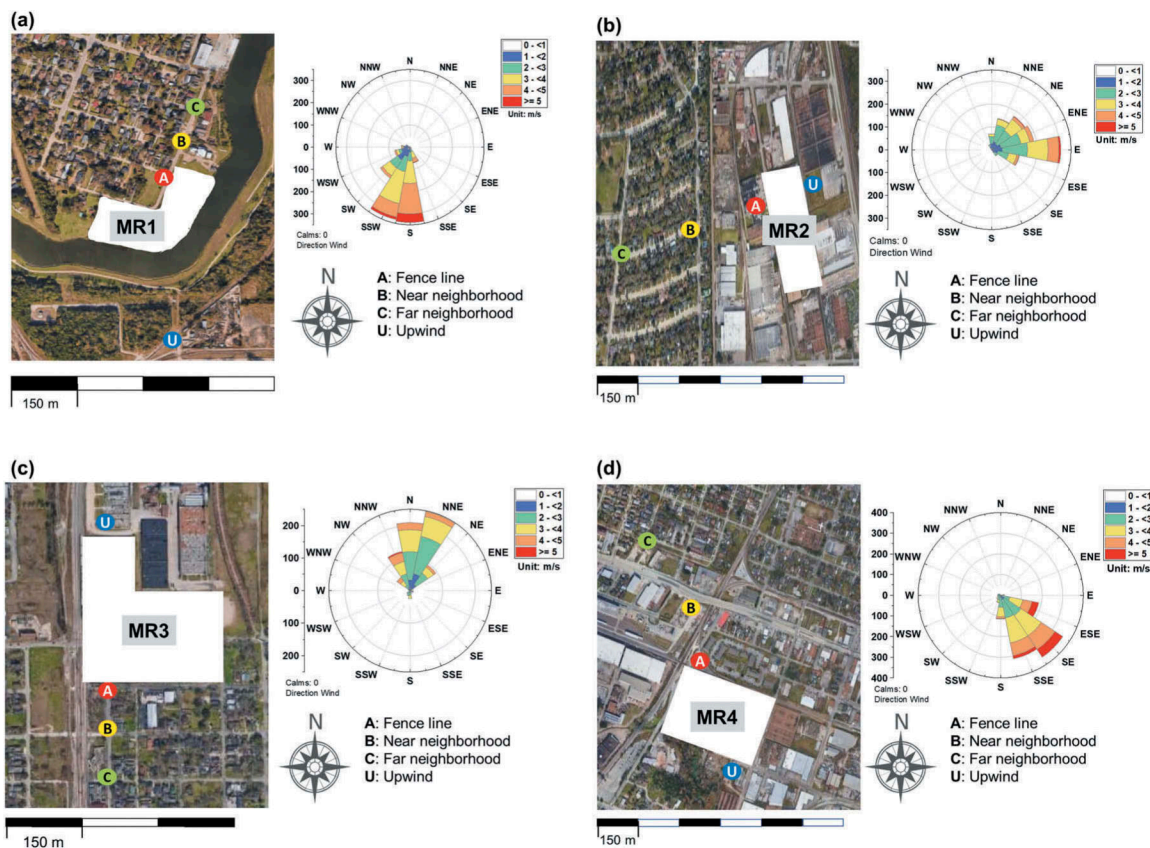 (a)
MR1
A
B
C
U
N
NNE
NE
ENE
E
ESE
SE
SSE
S
SSW
SW
WSW
W
WNW
NW
NNW
300
200
100
0
100
200
300
Calms: 0
Direction Wind
0 - <1
1 - <2
2 - <3
3 - <4
4 - <5
>= 5
Unit: m/s
N
A: Fence line
B: Near neighborhood
C: Far neighborhood
U: Upwind
150 m
(b)
MR2
A
B
C
U
N
NNE
NE
ENE
E
ESE
SE
SSE
S
SSW
SW
WSW
W
WNW
NW
NNW
300
200
100
0
100
200
300
Calms: 0
Direction Wind
0 - <1
1 - <2
2 - <3
3 - <4
4 - <5
>= 5
Unit: m/s
N
A: Fence line
B: Near neighborhood
C: Far neighborhood
U: Upwind
150 m
(c)
MR3
U
A
B
C
N
NNE
NE
ENE
E
ESE
SE
SSE
S
SSW
SW
WSW
W
WNW
NW
NNW
200
100
0
100
200
Calms: 0
Direction Wind
0 - <1
1 - <2
2 - <3
3 - <4
4 - <5
>= 5
Unit: m/s
N
A: Fence line
B: Near neighborhood
C: Far neighborhood
U: Upwind
150 m
(d)
MR4
C
B
A
U
N
NNE
NE
ENE
E
ESE
SE
SSE
S
SSW
SW
WSW
W
WNW
NW
NNW
400
300
200
100
0
100
200
300
400
Calms: 0
Direction Wind
0 - <1
1 - <2
2 - <3
3 - <4
4 - <5
>= 5
Unit: m/s
N
A: Fence line
B: Near neighborhood
C: Far neighborhood
U: Upwind
150 m